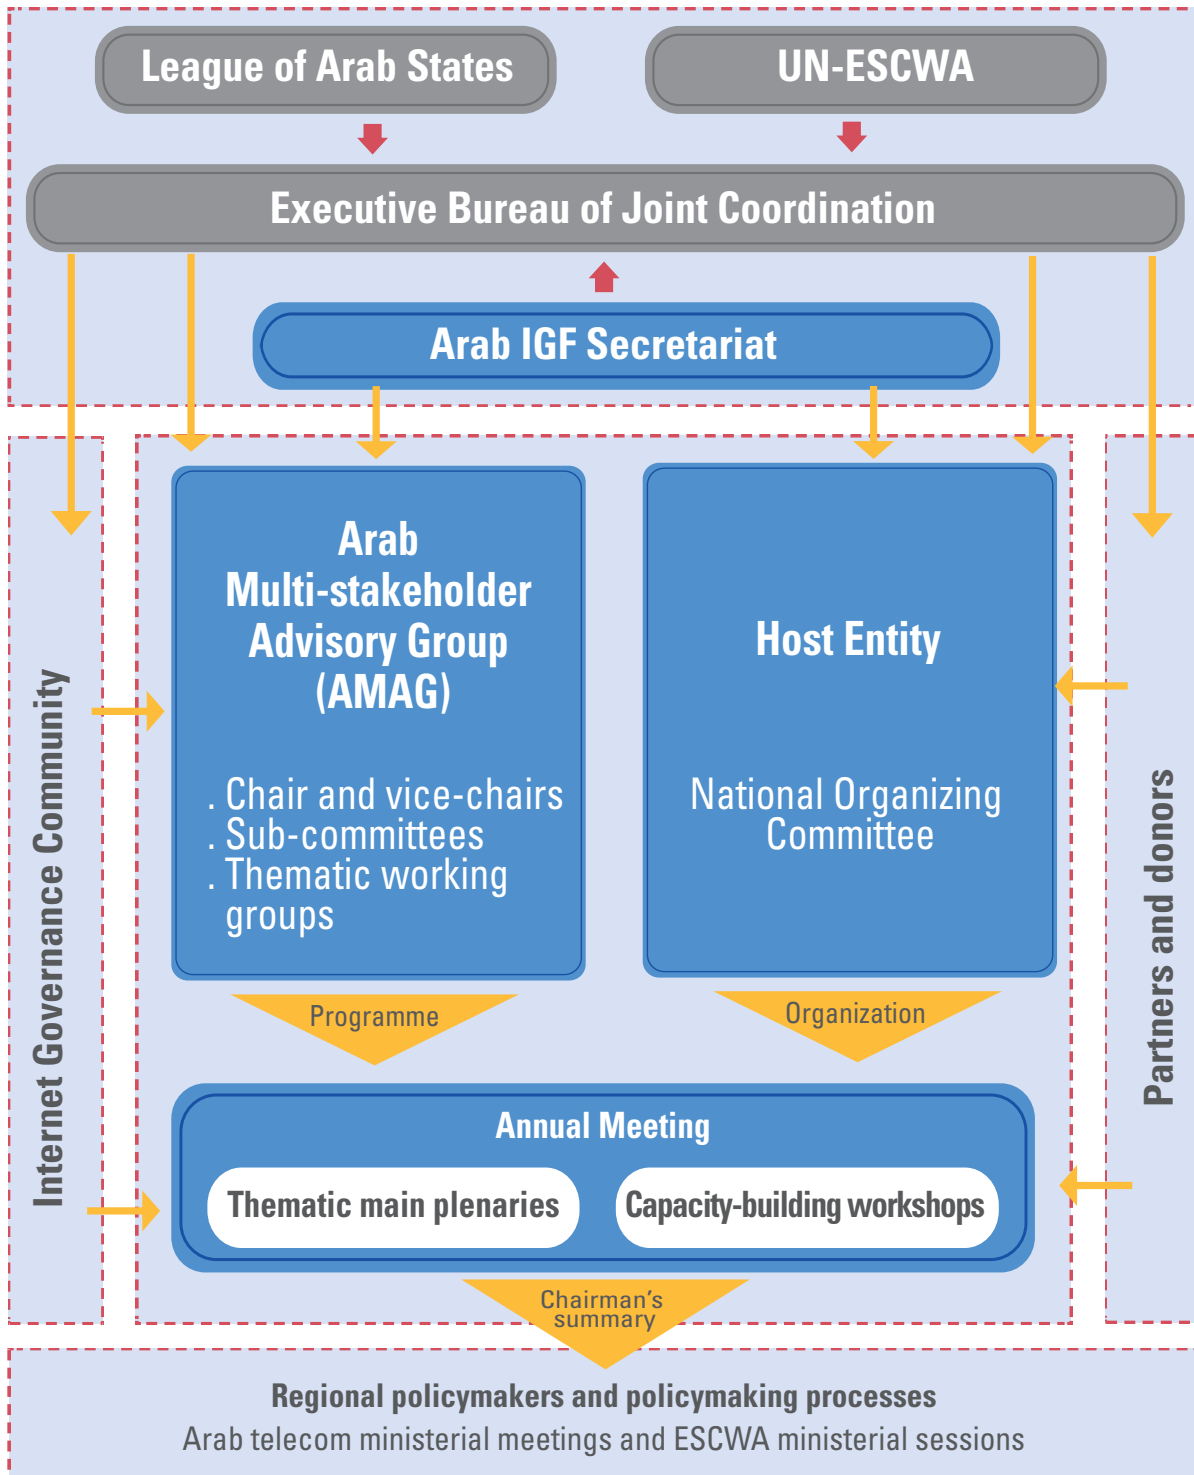 League of Arab States
UN-ESCWA
Executive Bureau of Joint Coordination
Arab IGF Secretariat
Internet Governance Community
Arab
Multi-stakeholder
Advisory Group
(AMAG)
. Chair and vice-chairs
. Sub-committees
. Thematic working
groups
Host Entity
National Organizing
Committee
Partners and donors
Programme
Organization
Annual Meeting
Thematic main plenaries
Capacity-building workshops
Chairman's
summary
Regional policymakers and policymaking processes
Arab telecom ministerial meetings and ESCWA ministerial sessions